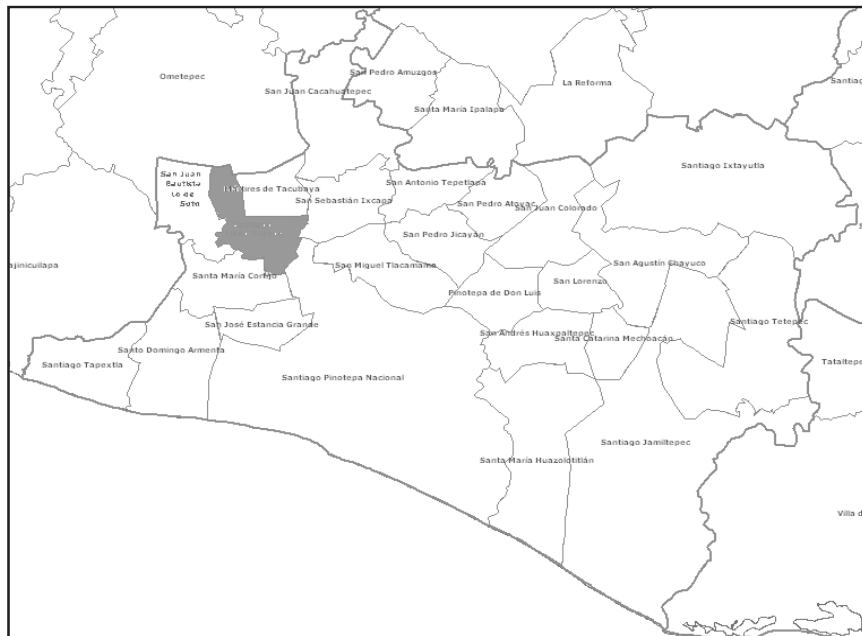 Ometepec
San Pedro Amuzgos
San Juan Cacahuatepec
La Reforma
Santiag
Santa María Ipalapa
Santiago Ixtayutla
San Juan
Bautista
Lo de
Soto
Mártires de Tacubaya
San Antonio Tepetlapa
San Sebastián Ixcapa
San Pedro Atoyac
San Juan Colorado
San Pedro Jicayán
ajinicuilapa
San Miguel Tlacamama
San Agustín Chayuco
Santa María Cortijo
San Lorenzo
Pinotepa de Don Luis
San José Estancia Grande
Santiago Tetepec
San Andrés Huaxpaltepec
Santa Catarina Mechoacán
Santo Domingo Armenta
Santiago Tapextla
Tataltepe
Santiago Pinotepa Nacional
Santiago Jamiltepec
Santa María Huazolotitlán
Villa d